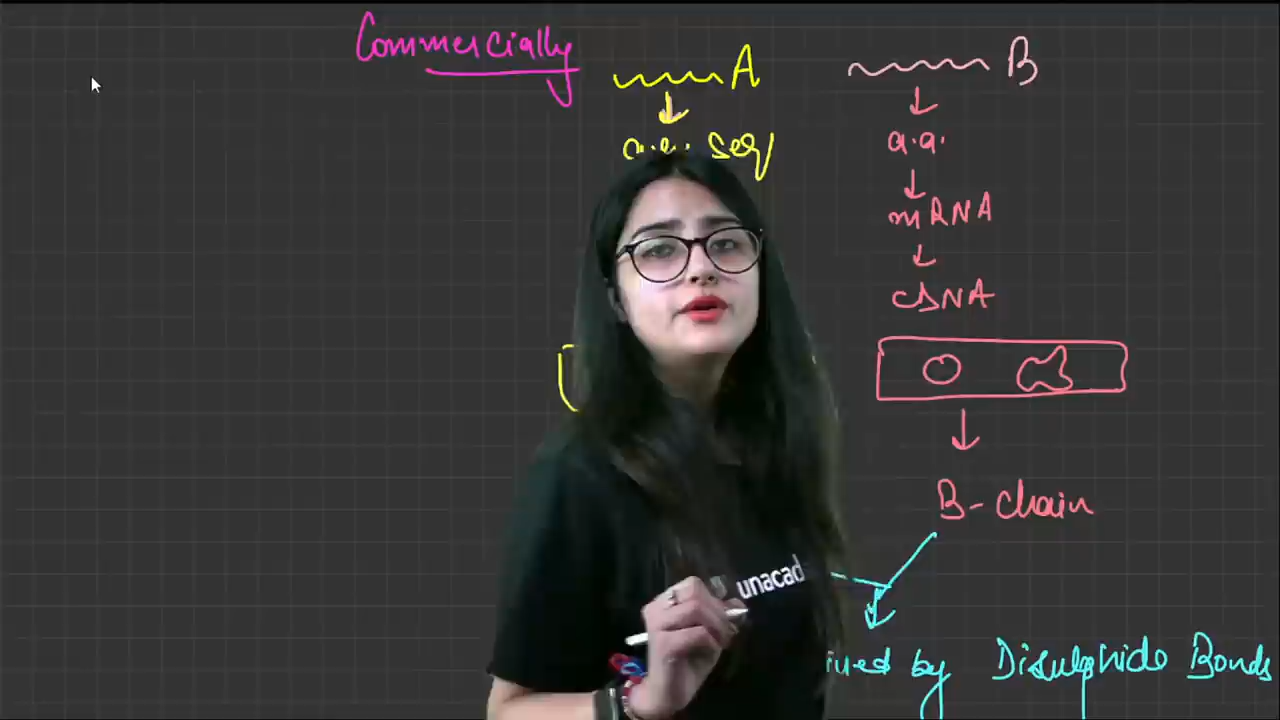 Commercially
A
a.a. seq
B
a.a.
mRNA
cDNA
B-chain
by Disulphide Bonds
unacad